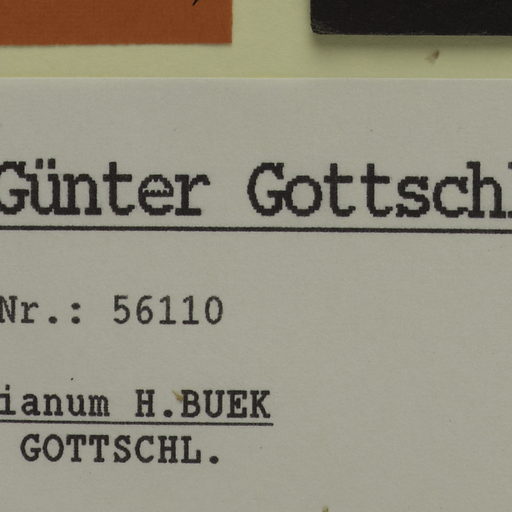 Günter Gottschl
Nr.: 56110
ianum H.BUEK
GOTTSCHL.